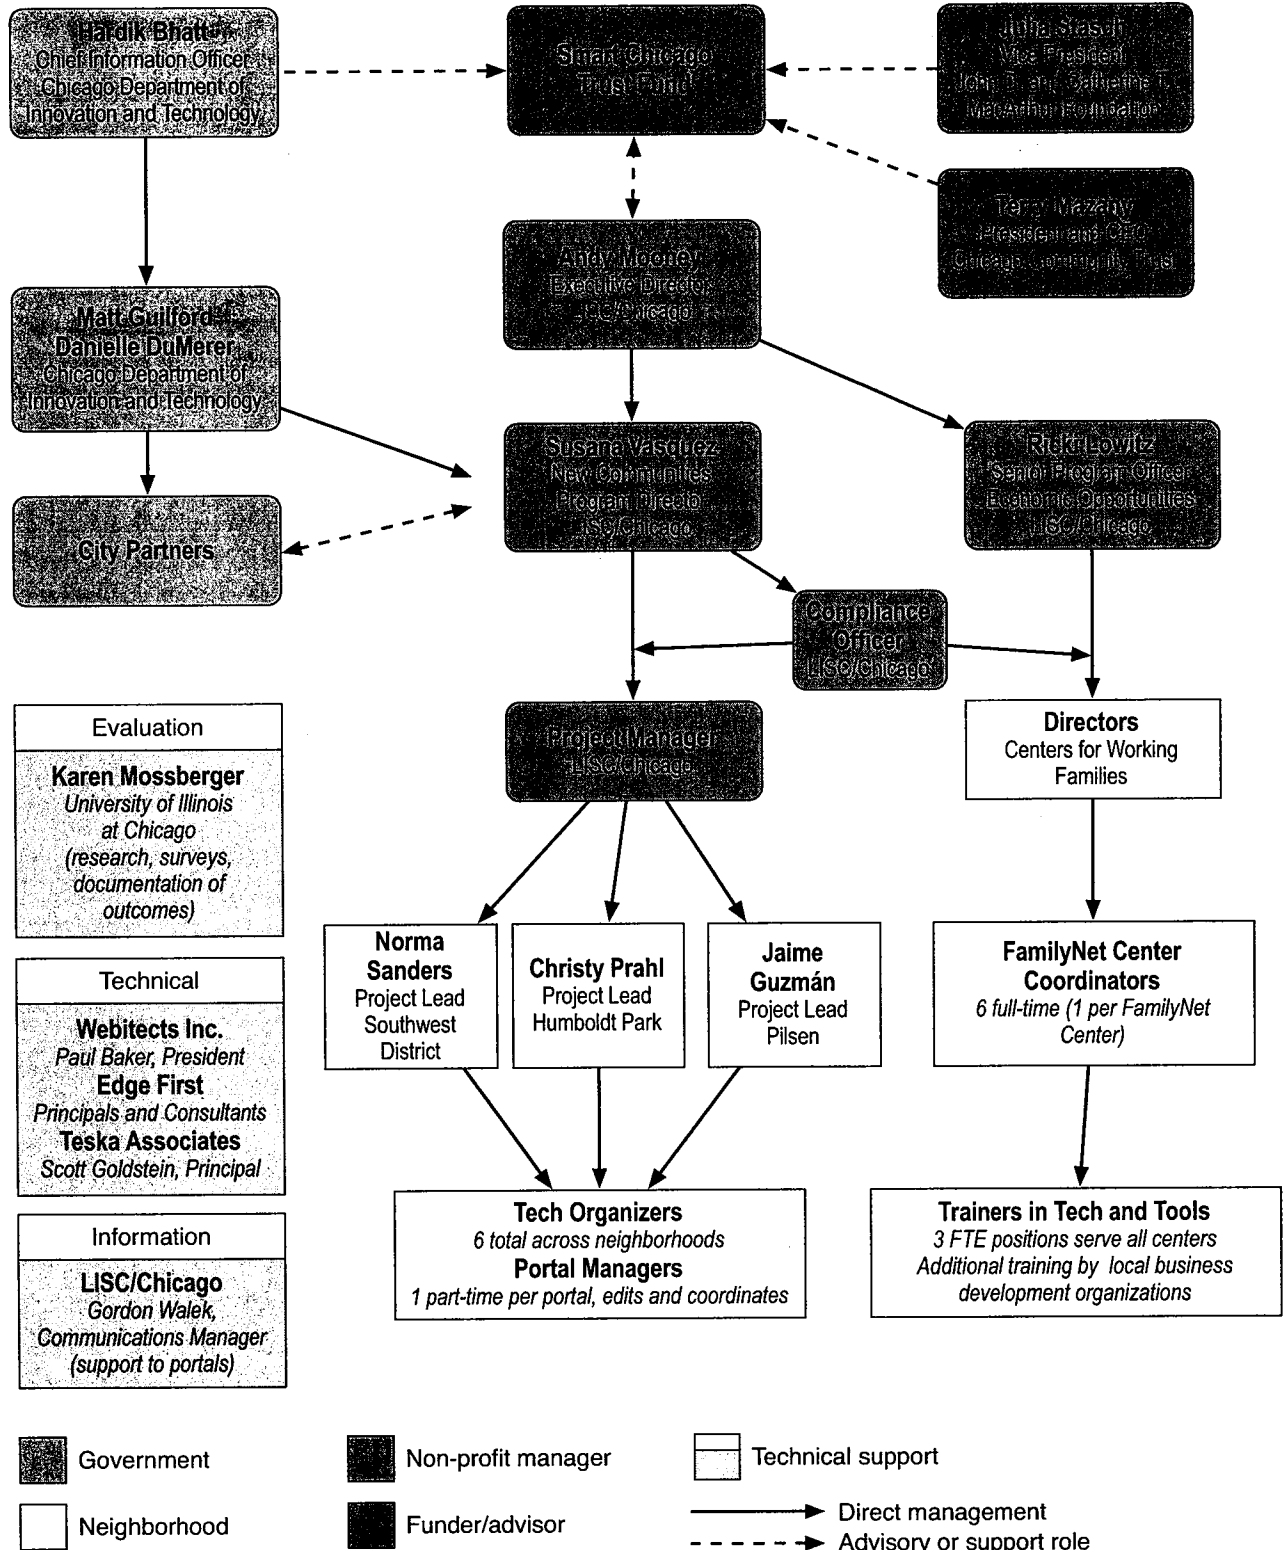 Hardik Bhatt
Chief Information Officer
Chicago Department of
Innovation and Technology
Smart Chicago
Trust Fund
Julia Stasch
Vice President
John D. and Catherine T.
MacArthur Foundation
Terry Mazany
President and CEO
Chicago Community Trust
Andy Mooney
Executive Director
LISC/Chicago
Matt Guilford
Danielle DuMerer
Chicago Department of
Innovation and Technology
Susana Vasquez
New Communities
Program Director
LISC/Chicago
Ricki Lowitz
Senior Program Officer
Economic Opportunities
LISC/Chicago
City Partners
Compliance
Officer
LISC/Chicago
Project Manager
LISC/Chicago
Directors
Centers for Working
Families
Evaluation
Karen Mossberger
University of Illinois
at Chicago
(research, surveys,
documentation of
outcomes)
Norma
Sanders
Project Lead
Southwest
District
Christy Prahl
Project Lead
Humboldt Park
Jaime
Guzmán
Project Lead
Pilsen
FamilyNet Center
Coordinators
6 full-time (1 per FamilyNet
Center)
Technical
Webitects Inc.
Paul Baker, President
Edge First
Principals and Consultants
Teska Associates
Scott Goldstein, Principal
Tech Organizers
6 total across neighborhoods
Portal Managers
1 part-time per portal, edits and coordinates
Trainers in Tech and Tools
3 FTE positions serve all centers
Additional training by local business
development organizations
Information
LISC/Chicago
Gordon Walek,
Communications Manager
(support to portals)
Government
Non-profit manager
Technical support
Neighborhood
Funder/advisor
Direct management
Advisory or support role